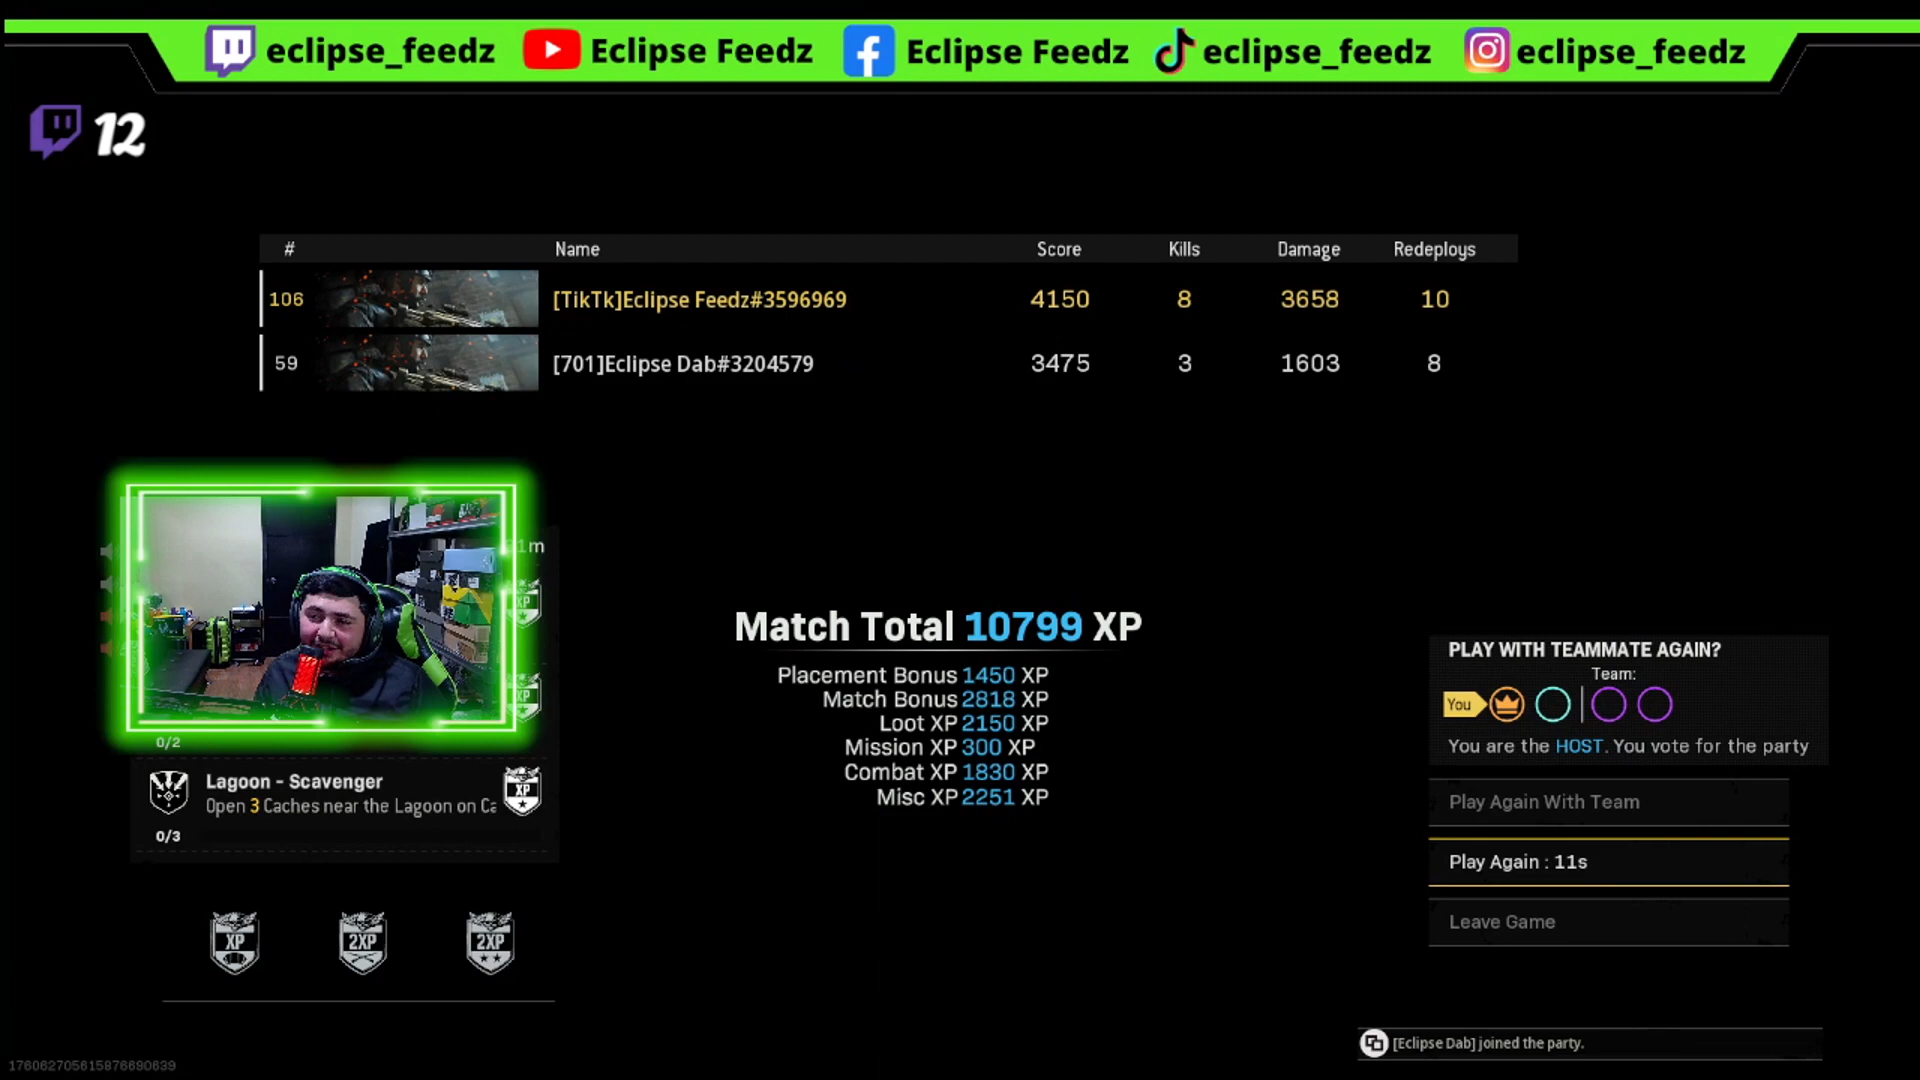 eclipse_feedz Eclipse Feedz Eclipse Feedz eclipse_feedz eclipse_feedz
12
# Name Score Kills Damage Redeploys
106 [TikTk]Eclipse Feedz#3596969 4150 8 3658 10
59 [701]Eclipse Dab#3204579 3475 3 1603 8
XP
XP
0/2
Lagoon - Scavenger
Open 3 Caches near the Lagoon on Ca
XP
0/3
XP 2XP 2XP
Match Total 10799 XP
Placement Bonus 1450 XP
Match Bonus 2818 XP
Loot XP 2150 XP
Mission XP 300 XP
Combat XP 1830 XP
Misc XP 2251 XP
PLAY WITH TEAMMATE AGAIN?
Team:
You
You are the HOST. You vote for the party
Play Again With Team
Play Again : 11s
Leave Game
[Eclipse Dab] joined the party.